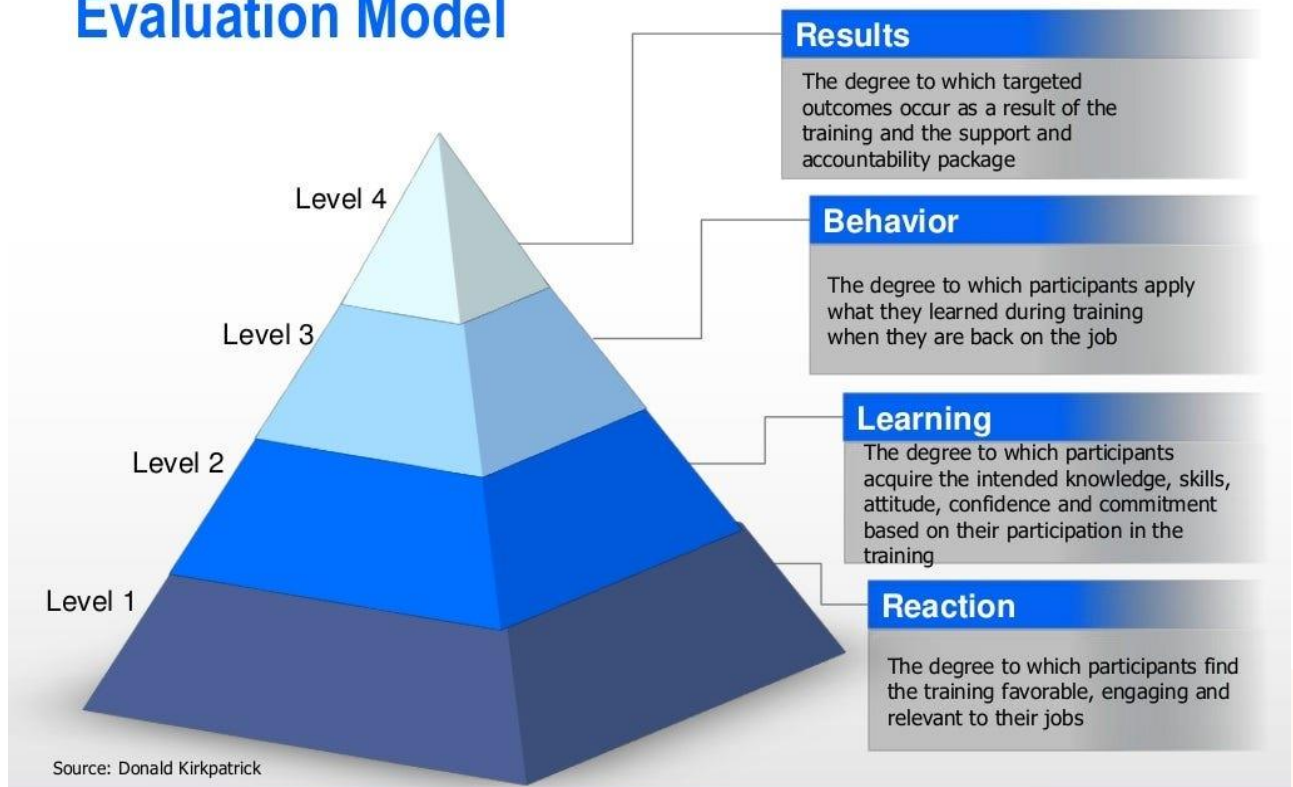 Evaluation Model
Results
The degree to which targeted
outcomes occur as a result of the
training and the support and
accountability package
Level 4
Behavior
The degree to which participants apply
what they learned during training
when they are back on the job
Level 3
Learning
The degree to which participants
acquire the intended knowledge, skills,
attitude, confidence and commitment
based on their participation in the
training
Level 2
Reaction
The degree to which participants find
the training favorable, engaging and
relevant to their jobs
Level 1
Source: Donald Kirkpatrick